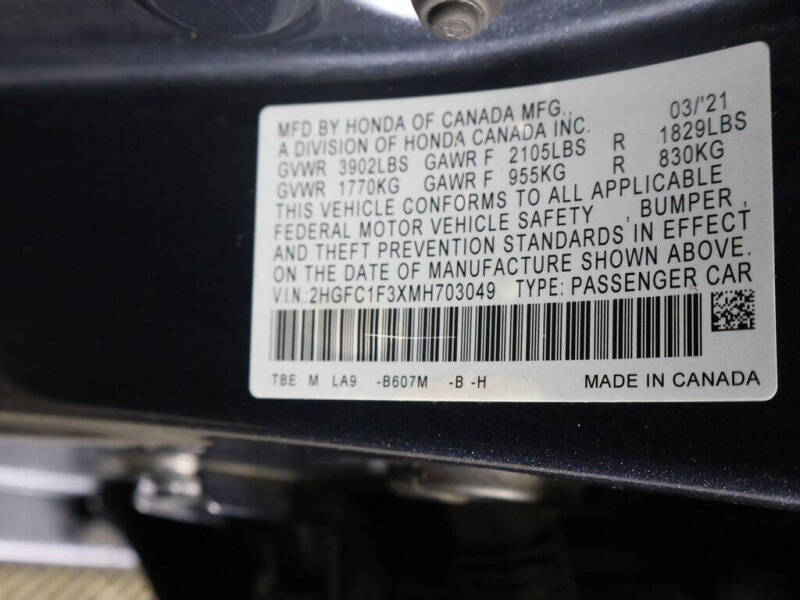 MFD.BY HONDA OF CANADA MFG., 03/'21
A DIVISION OF HONDA CANADA INC.
GVWR 3902LBS GAWR F 2105LBS R 1829LBS
GVWR 1770KG GAWR F 955KG R 830KG
THIS VEHICLE CONFORMS TO ALL APPLICABLE
FEDERAL MOTOR VEHICLE SAFETY , BUMPER ,
AND THEFT PREVENTION STANDARDS IN EFFECT
ON THE DATE OF MANUFACTURE SHOWN ABOVE.
V.I.N.:2HGFC1F3XMH703049 TYPE: PASSENGER CAR
TBE M LA9 -B607M -B -H MADE IN CANADA